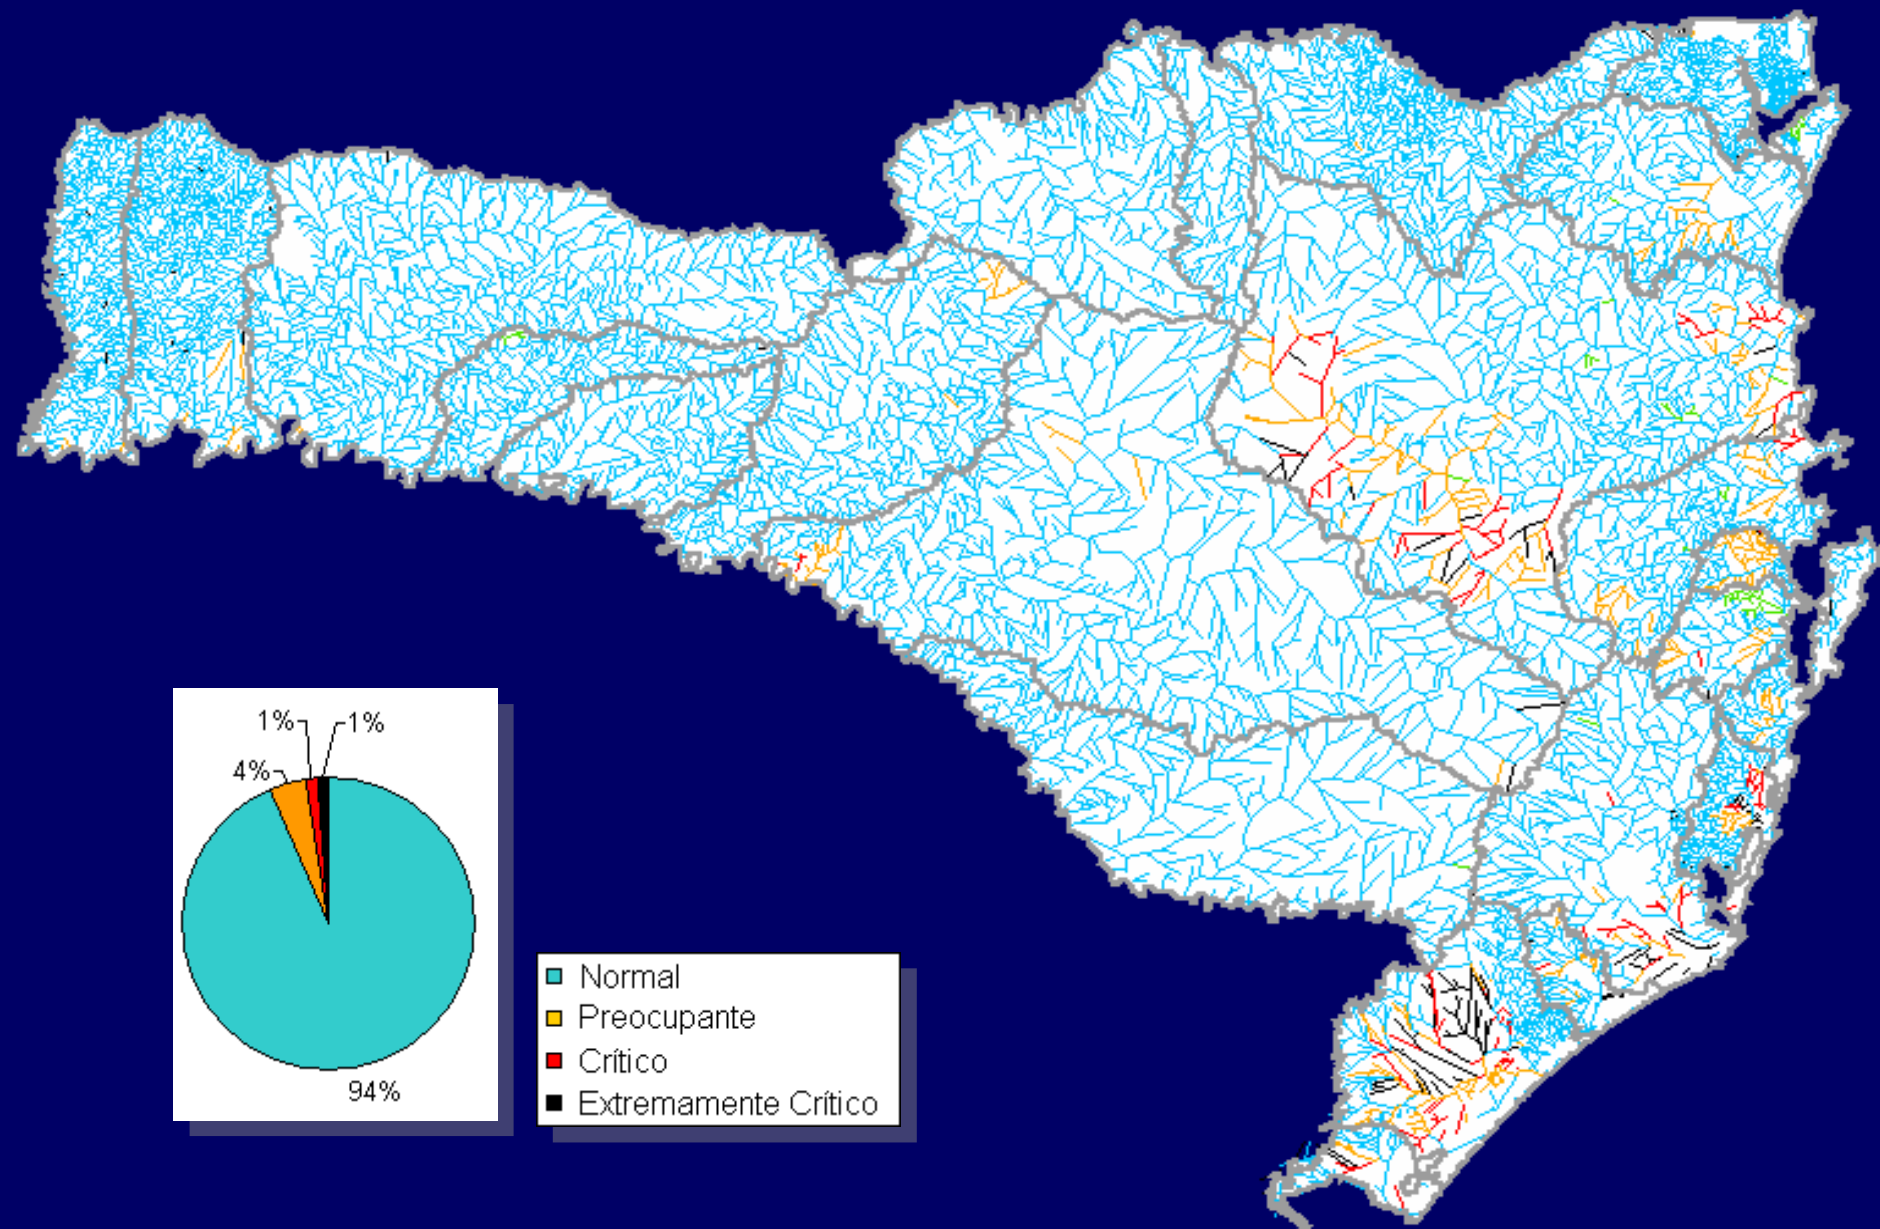 1%
1%
4%
94%
Normal
Preocupante
Crítico
Extremamente Crítico